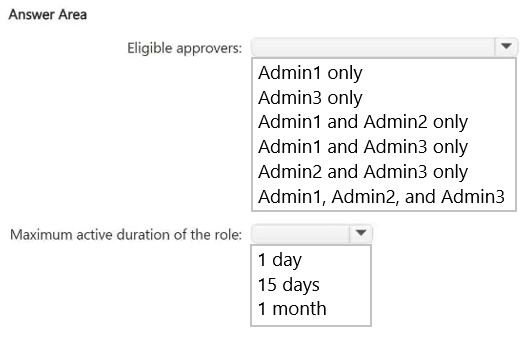 Answer Area
Eligible approvers:
Admin1 only
Admin3 only
Admin1 and Admin2 only
Admin1 and Admin3 only
Admin2 and Admin3 only
Admin1, Admin2, and Admin3
Maximum active duration of the role:
1 day
15 days
1 month